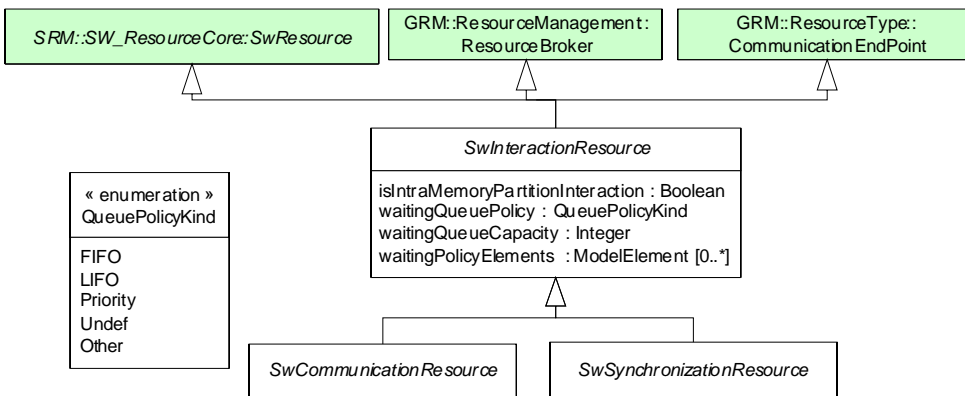 SRM::SW_ResourceCore::SwResource
GRM::ResourceManagement:
ResourceBroker
GRM::ResourceType::
CommunicationEndPoint
SwInteractionResource
isIntraMemoryPartitionInteraction : Boolean
waitingQueuePolicy : QueuePolicyKind
waitingQueueCapacity : Integer
waitingPolicyElements : ModelElement [0..*]
« enumeration »
QueuePolicyKind
FIFO
LIFO
Priority
Undef
Other
SwCommunicationResource
SwSynchronizationResource